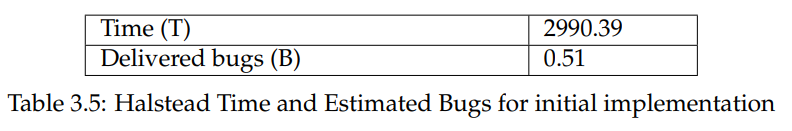 Time (T) 2990.39
Delivered bugs (B) 0.51
Table 3.5: Halstead Time and Estimated Bugs for initial implementation